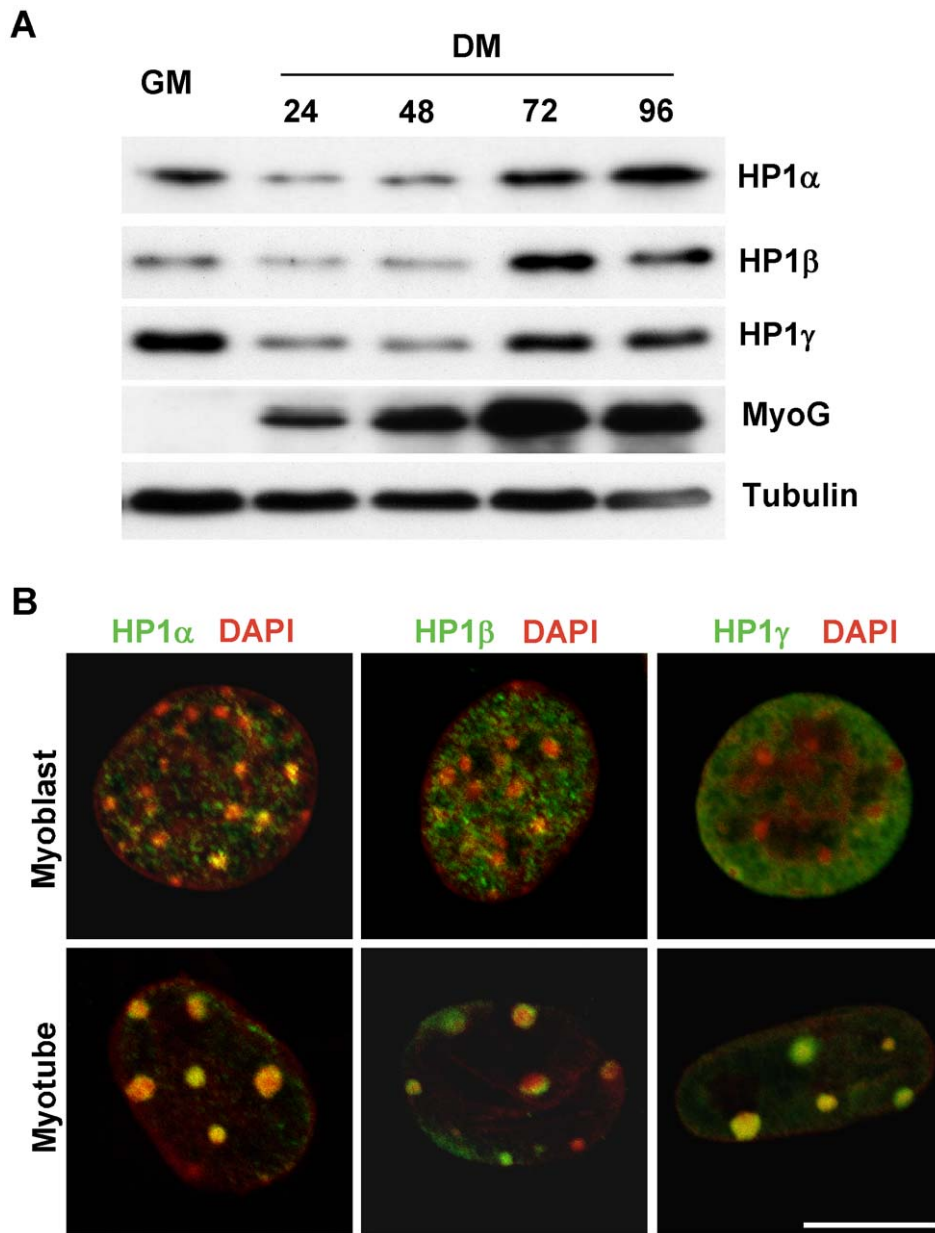 A
DM
GM
24 48 72 96
HP1α
HP1β
HP1γ
MyoG
Tubulin
B
HP1α DAPI HP1β DAPI HP1γ DAPI
Myoblast
Myotube